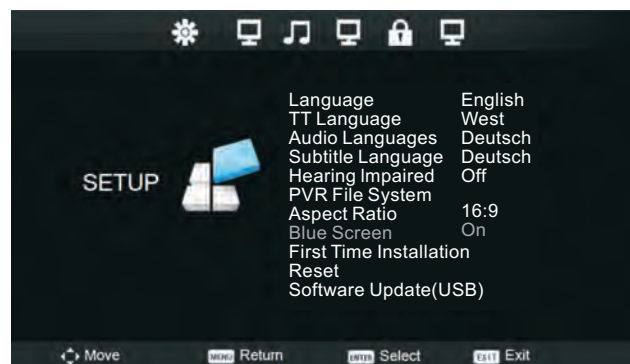 Language English
TT Language West
Audio Languages Deutsch
Subtitle Language Deutsch
Hearing Impaired Off
PVR File System
Aspect Ratio 16:9
Blue Screen On
First Time Installation
Reset
Software Update(USB)
SETUP
Move MENU Return ENTER Select EXIT Exit